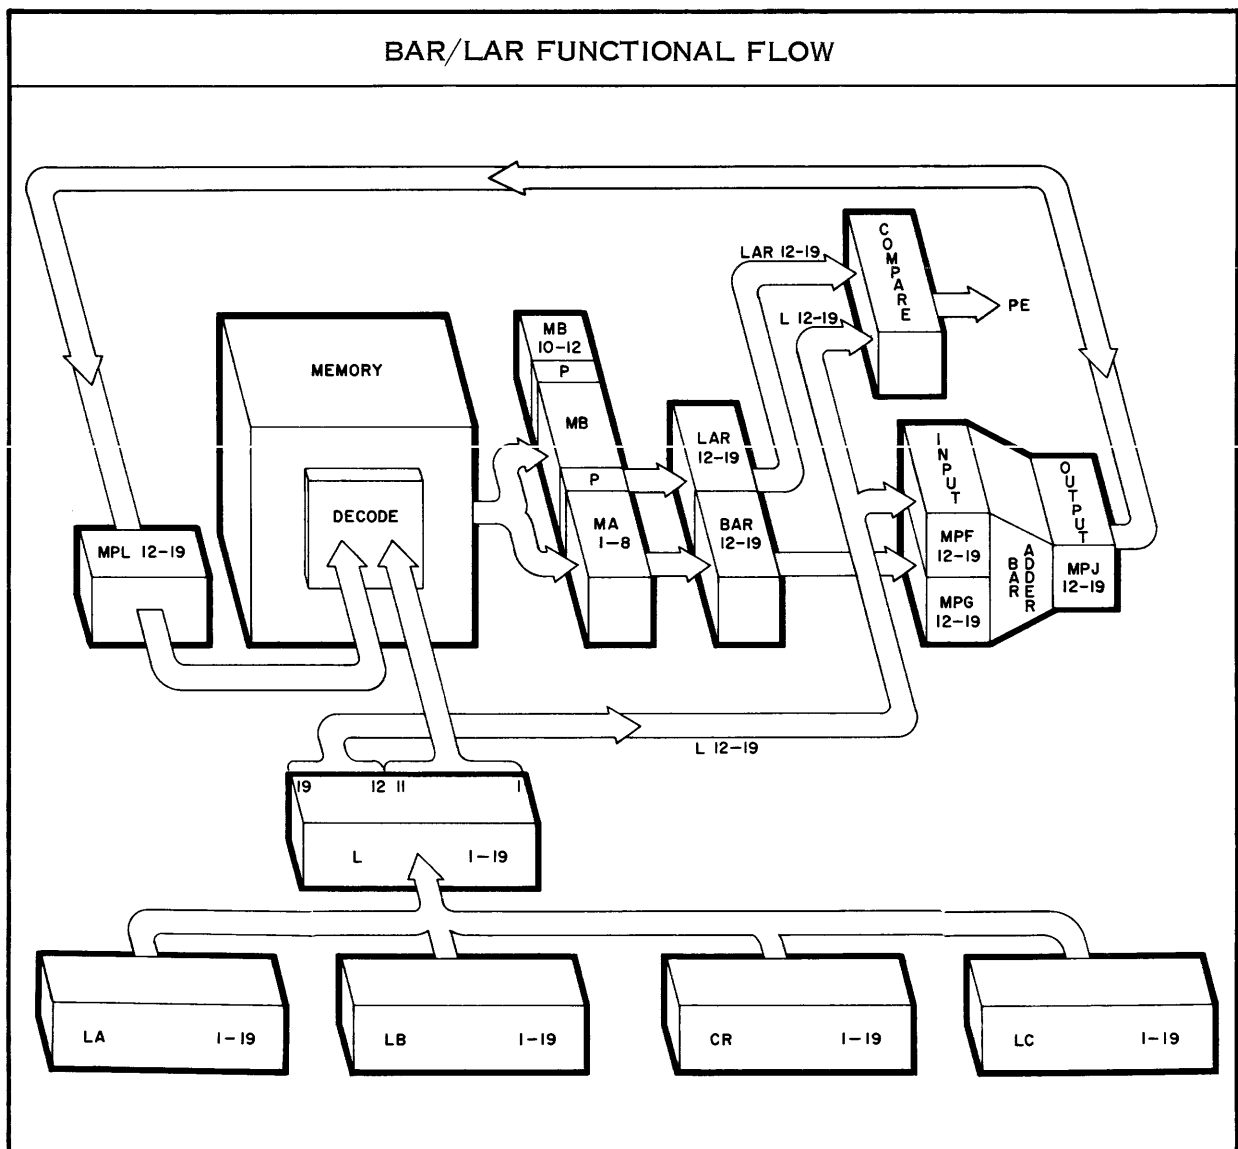 BAR/LAR FUNCTIONAL FLOW
LAR 12-19
COMPARE
PE
L 12-19
MB
10-12
P
MEMORY
MB
P
LAR
12-19
INPUT
OUTPUT
DECODE
MA
1-8
BAR
12-19
MPF
12-19
MPG
12-19
BAR
ADDER
MPJ
12-19
MPL 12-19
L 12-19
19 12 11 1
L 1-19
LA 1-19
LB 1-19
CR 1-19
LC 1-19